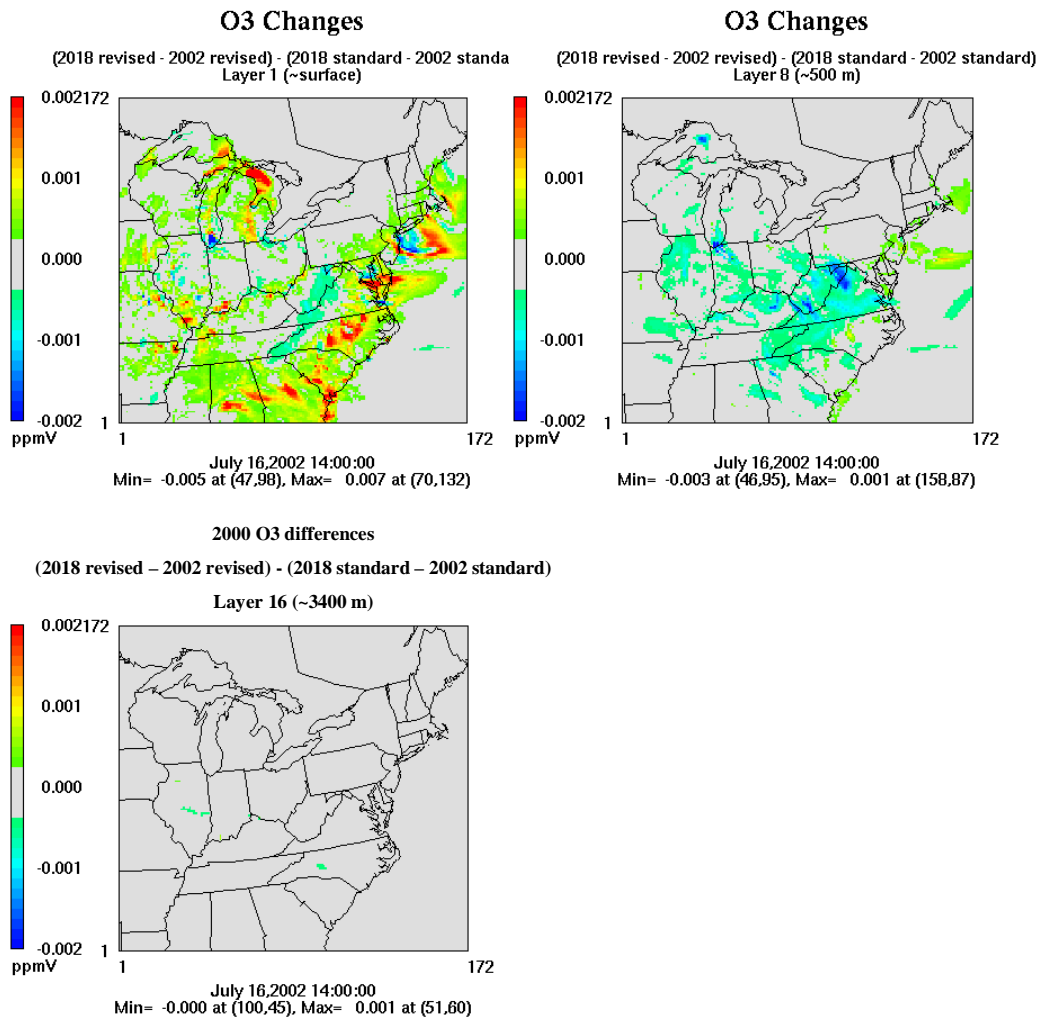 O3 Changes
(2018 revised - 2002 revised) - (2018 standard - 2002 standa
Layer 1 (~surface)
0.002
172
0.001
0.000
-0.001
-0.002
1
ppmV
1
172
July 16,2002 14:00:00
Min= -0.005 at (47,98), Max= 0.007 at (70,132)
O3 Changes
(2018 revised - 2002 revised) - (2018 standard - 2002 standard)
Layer 8 (~500 m)
0.002
172
0.001
0.000
-0.001
-0.002
1
ppmV
1
172
July 16,2002 14:00:00
Min= -0.003 at (46,95), Max= 0.001 at (158,87)
2000 O3 differences
(2018 revised – 2002 revised) - (2018 standard – 2002 standard)
Layer 16 (~3400 m)
0.002
172
0.001
0.000
-0.001
-0.002
1
ppmV
1
172
July 16,2002 14:00:00
Min= -0.000 at (100,45), Max= 0.001 at (51,60)